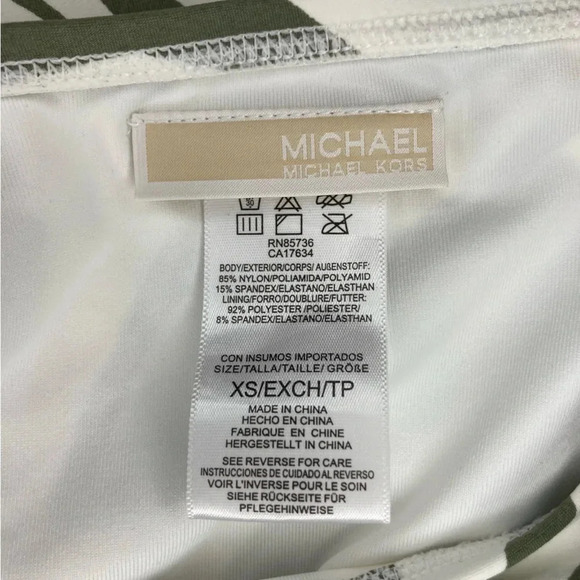 MICHAEL
MICHAEL KORS
RN85736
CA17634
BODY/EXTERIOR/CORPS/ AUßENSTOFF:
85% NYLON/POLIAMIDA/POLYAMID
15% SPANDEX/ELASTANO/ELASTHAN
LINING/FORRO/DOUBLURE/FUTTER:
92% POLYESTER /POLIESTER/
8% SPANDEX/ELASTANO/ELASTHAN
CON INSUMOS IMPORTADOS
SIZE/TALLA/TAILLE/ GRÖßE
XS/EXCH/TP
MADE IN CHINA
HECHO EN CHINA
FABRIQUE EN CHINE
HERGESTELLT IN CHINA
SEE REVERSE FOR CARE
INSTRUCCIONES DE CUIDADO AL REVERSO
VOIR L'INVERSE POUR LE SOIN
SIEHE RÜCKSEITE FÜR
PFLEGEHINWEISE